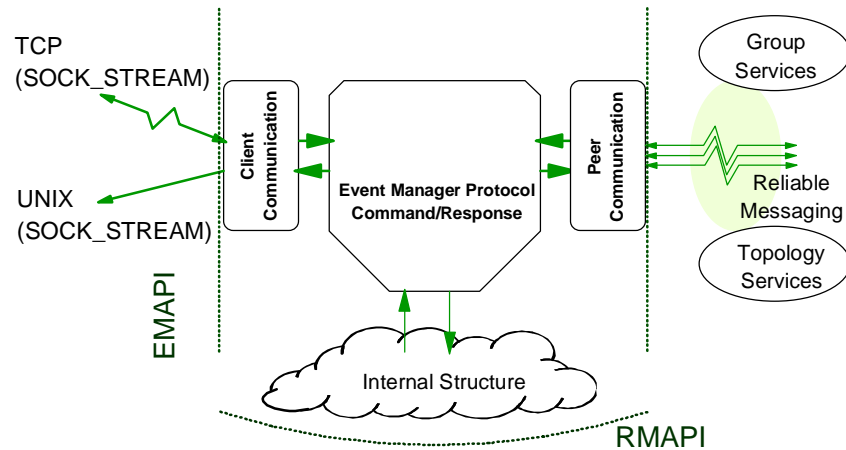 TCP
(SOCK_STREAM)
UNIX
(SOCK_STREAM)
EMAPI
Client
Communication
Event Manager Protocol
Command/Response
Peer
Communication
Group
Services
Reliable
Messaging
Topology
Services
Internal Structure
RMAPI